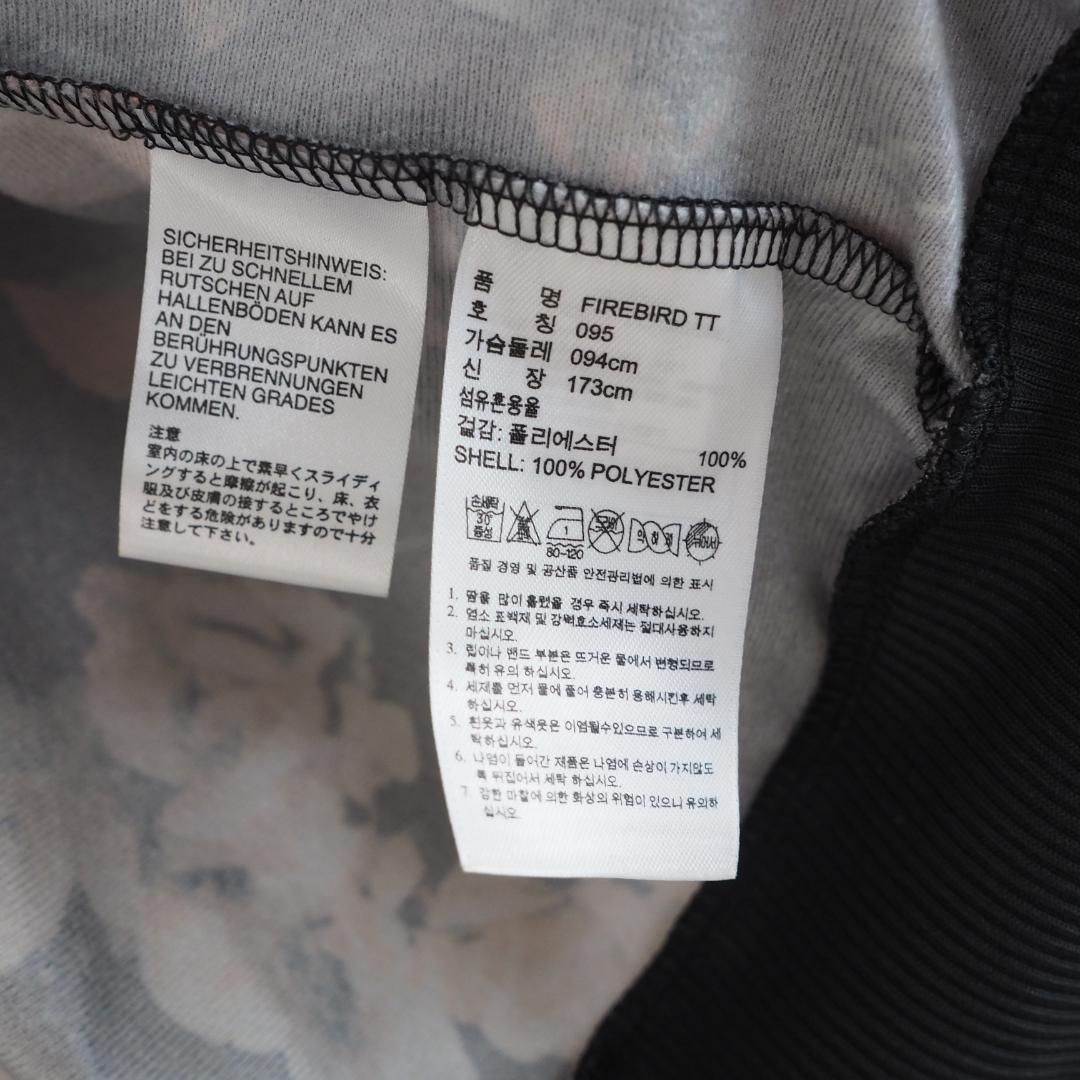 SICHERHEITSHINWEIS:
BEI ZU SCHNELLEM
RUTSCHEN AUF
HALLENBÖDEN KANN ES
AN DEN
BERÜHRUNGSPUNKTEN
ZU VERBRENNUNGEN
LEICHTEN GRADES
KOMMEN.
注意
室内の床の上で素早くスライディ
ングすると摩擦が起こり、床、衣
服及び皮膚の接するところでやけ
どをする危険がありますので十分
注意して下さい。
품 명 FIREBIRD TT
호 칭 095
가슴둘레 094cm
신 장 173cm
섬유혼용율
겉감: 폴리에스터 100%
SHELL: 100% POLYESTER
손세탁
30
중성
1
80-120
품질 경영 및 공산품 안전관리법에 의한 표시
1. 땀을 많이 흘렸을 경우 즉시 세탁하십시오.
2. 염소 표백제 및 강력효소세제는 절대사용하지
마십시오.
3. 립이나 밴드 부분은 뜨거운 물에서 변형되므로
특히 유의 하십시오.
4. 세제를 먼저 물에 풀어 충분히 용해시킨후 세탁
하십시오.
5. 흰옷과 유색옷은 이염될수있으므로 구분하여 세
탁하십시오.
6. 나염이 들어간 제품은 나염에 손상이 가지않도
록 뒤집어서 세탁 하십시오.
7. 강한 마찰에 의한 화상의 위험이 있으니 유의하
십시오.